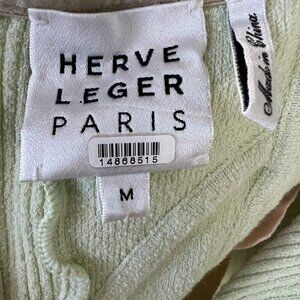 HERVE
LEGER
PARIS
14868515
M
Made in China